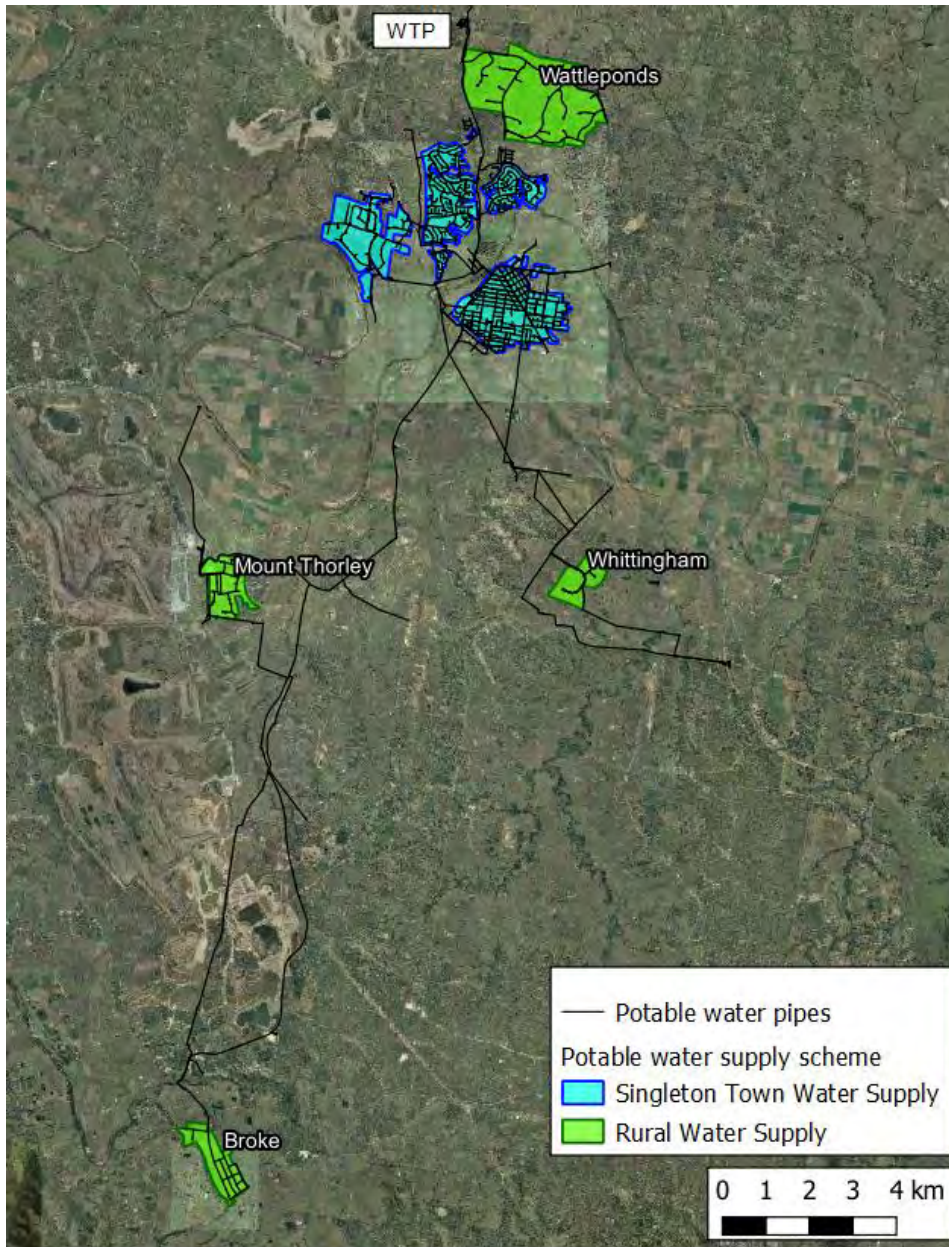 WTP
Wattleponds
Mount Thorley
Whittingham
Broke
Potable water pipes
Potable water supply scheme
Singleton Town Water Supply
Rural Water Supply
0 1 2 3 4 km